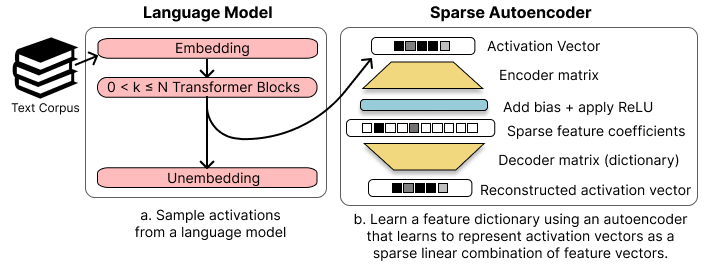 Language Model
Embedding
0 < k ≤ N Transformer Blocks
Unembedding
Text Corpus
a. Sample activations
from a language model
Sparse Autoencoder
Activation Vector
Encoder matrix
Add bias + apply ReLU
Sparse feature coefficients
Decoder matrix (dictionary)
Reconstructed activation vector
b. Learn a feature dictionary using an autoencoder
that learns to represent activation vectors as a
sparse linear combination of feature vectors.